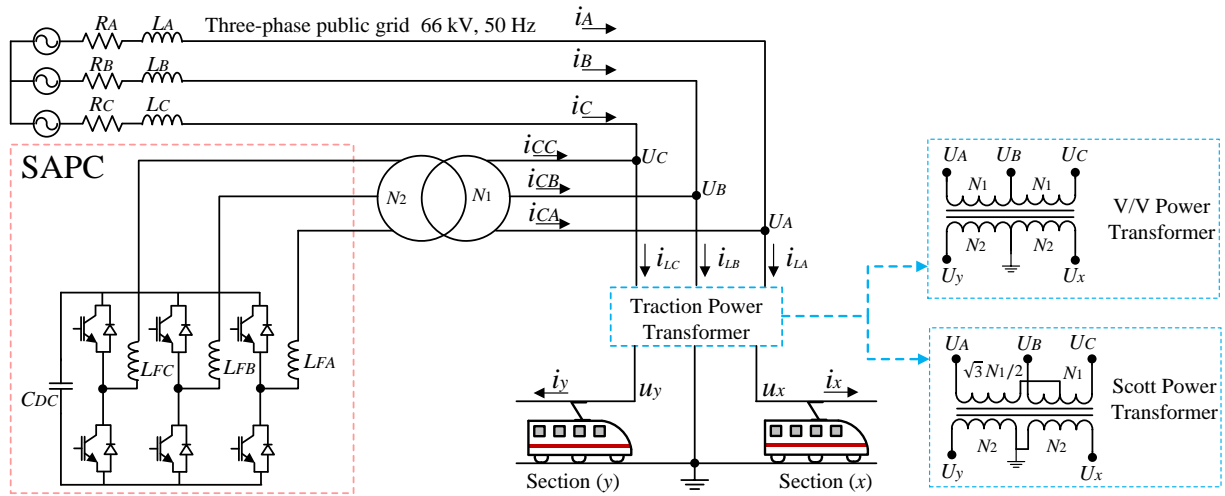 RA LA Three-phase public grid 66 kV, 50 Hz iA
RB LB iB
RC LC iC
SAPC
iCC UC
N2 N1 iCB UB
iCA UA
iLC iLB iLA
Traction Power
Transformer
CDC LFC LFB LFA
iy uy ux ix
Section (y) Section (x)
UA UB UC
N1 N1
N2 N2
Uy Ux
V/V Power
Transformer
UA UB UC
√3 N1/2 N1
N2 N2
Uy Ux
Scott Power
Transformer